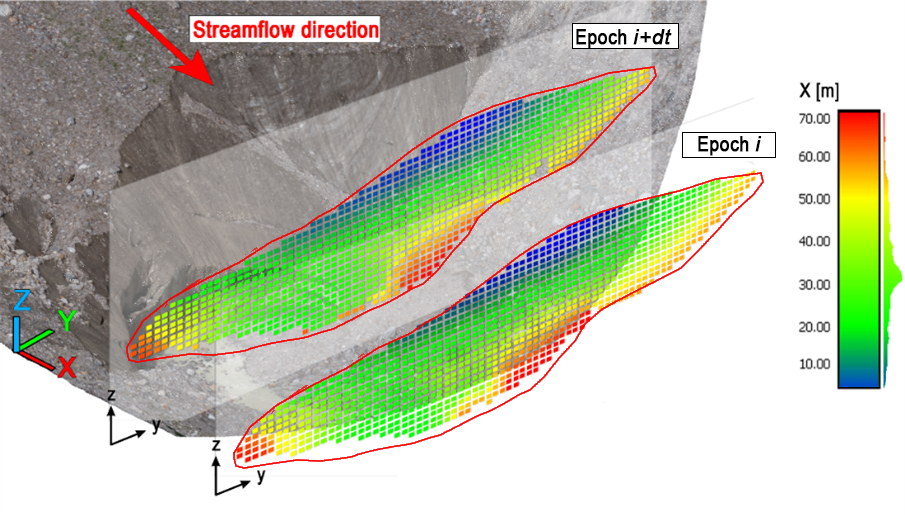 Streamflow direction
Epoch i+dt
Epoch i
X [m]
70.00
60.00
50.00
40.00
30.00
20.00
10.00
Z
Y
X
z
y
z
y